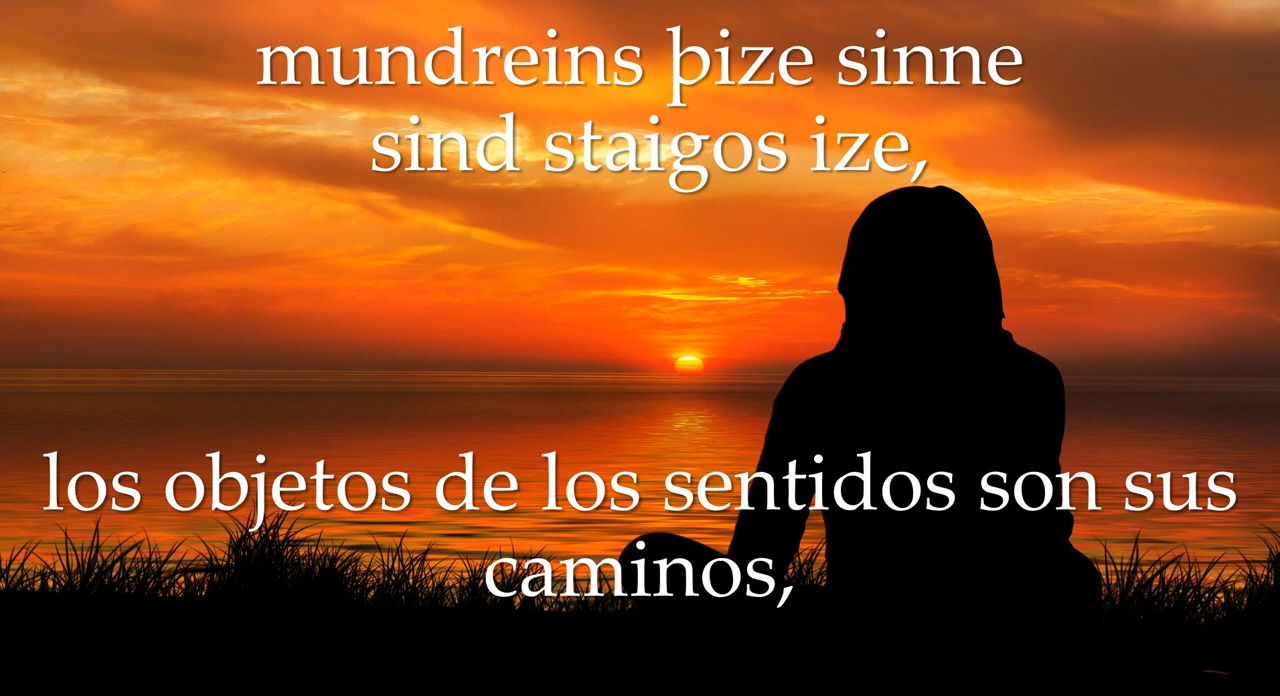 mundreins þize sinne
sind staigos ize,
los objetos de los sentidos son sus
caminos,